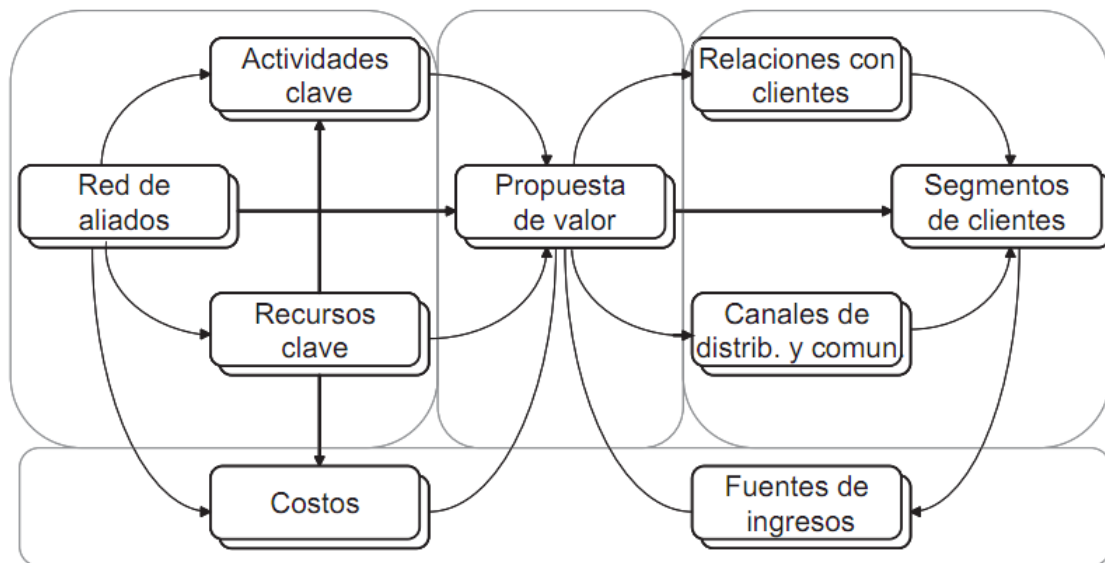 Actividades
clave
Relaciones con
clientes
Red de
aliados
Propuesta
de valor
Segmentos
de clientes
Recursos
clave
Canales de
distrib. y comun.
Costos
Fuentes de
ingresos